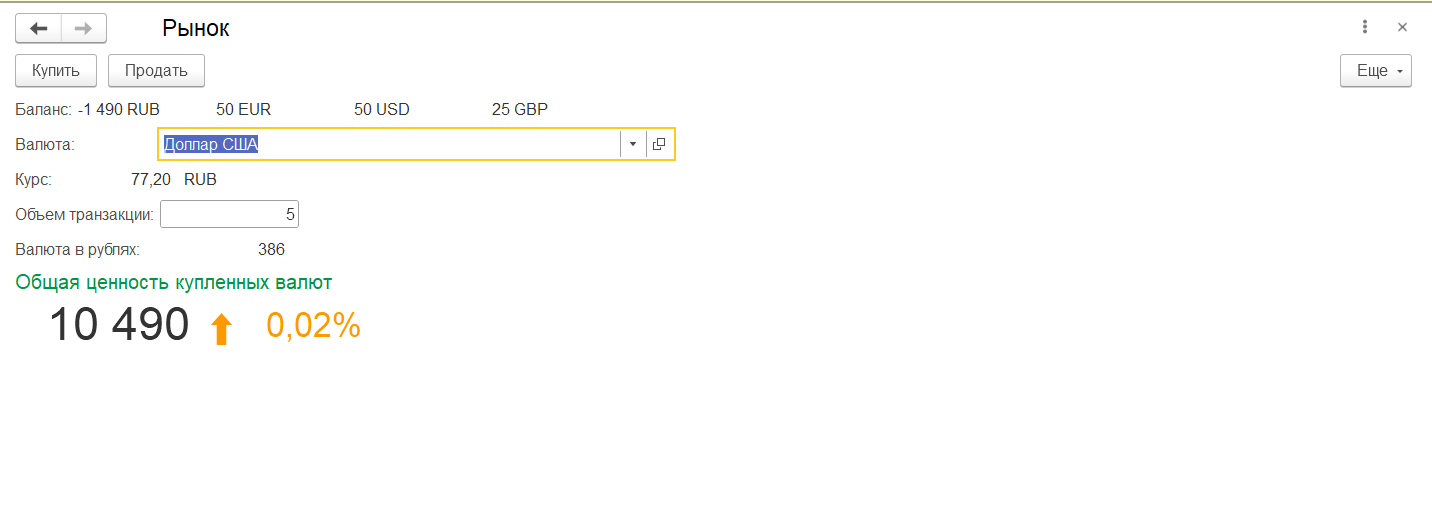 Рынок
Купить Продать Еще
Баланс: -1 490 RUB 50 EUR 50 USD 25 GBP
Валюта: Доллар США
Курс: 77,20 RUB
Объем транзакции: 5
Валюта в рублях: 386
Общая ценность купленных валют
10 490 0,02%